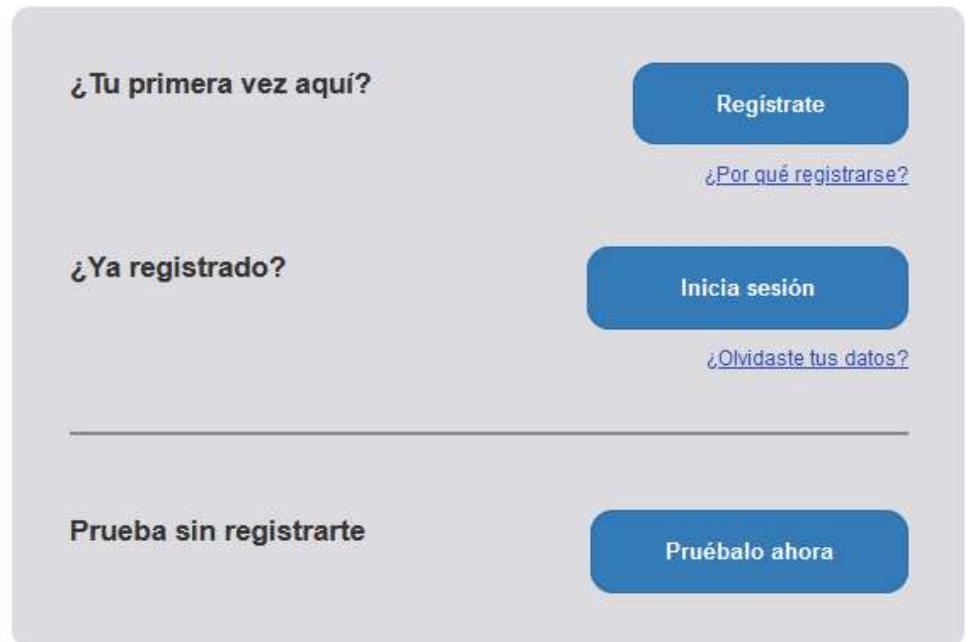 ¿Tu primera vez aquí?
Regístrate
¿Por qué registrarse?
¿Ya registrado?
Inicia sesión
¿Olvidaste tus datos?
Prueba sin registrarte
Pruébalo ahora